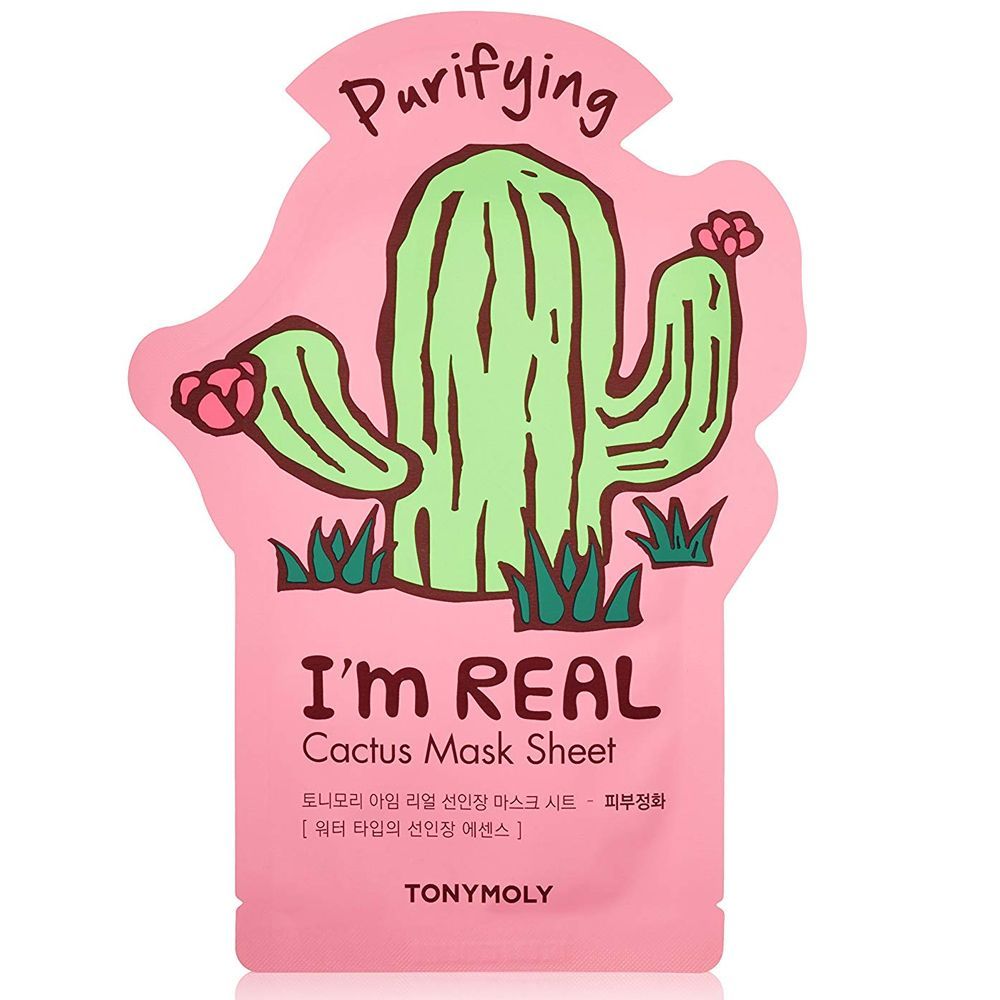 Purifying
I'm REAL
Cactus Mask Sheet
토니모리 아임 리얼 선인장 마스크 시트 - 피부정화
[ 워터 타입의 선인장 에센스 ]
TONYMOLY